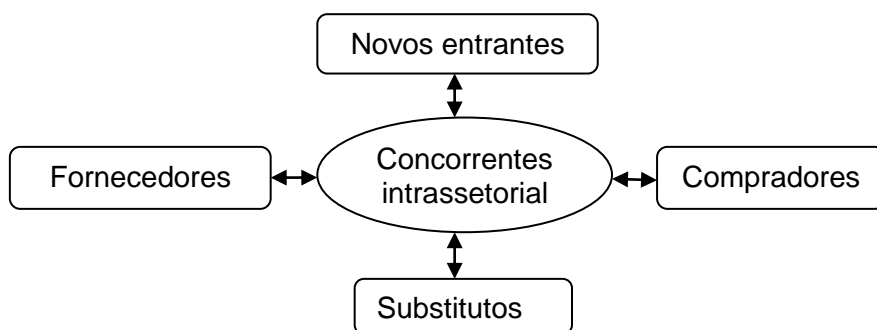 Novos entrantes
Fornecedores
Concorrentes
intrassetorial
Compradores
Substitutos